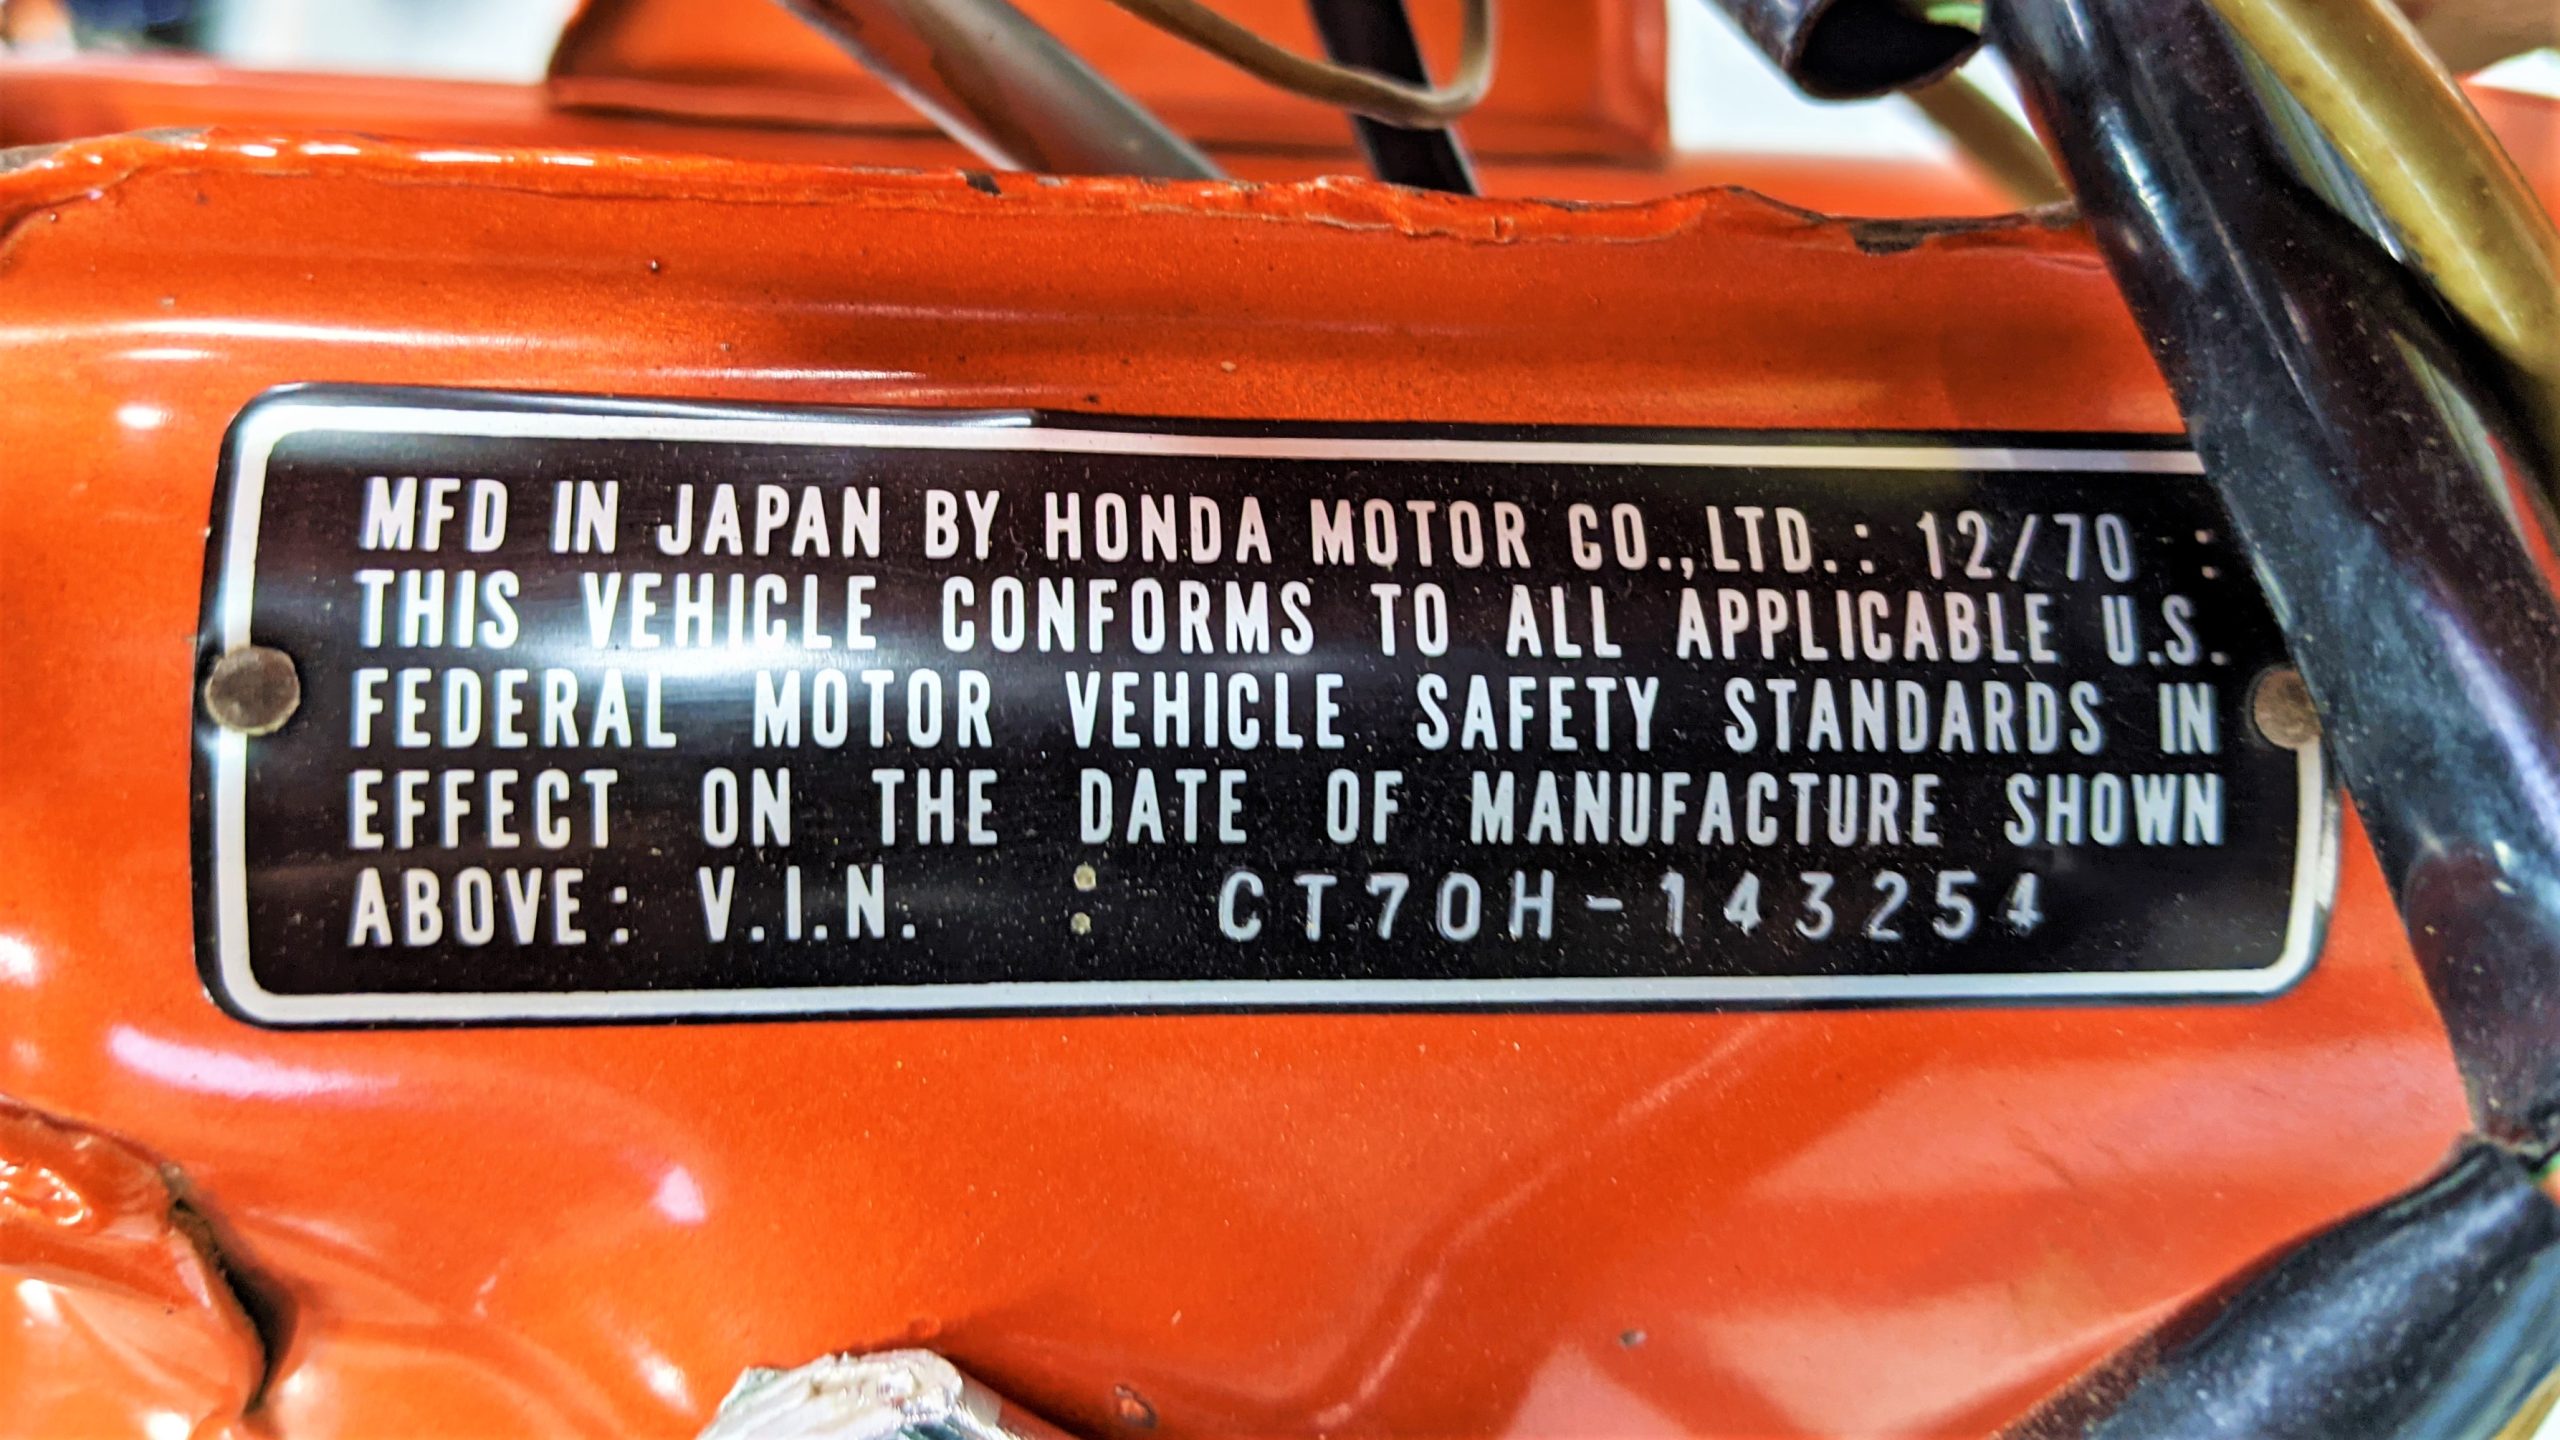 MFD IN JAPAN BY HONDA MOTOR CO.,LTD.: 12/70 :
THIS VEHICLE CONFORMS TO ALL APPLICABLE U.S.
FEDERAL MOTOR VEHICLE SAFETY STANDARDS IN
EFFECT ON THE DATE OF MANUFACTURE SHOWN
ABOVE: V.I.N. : CT70H-143254